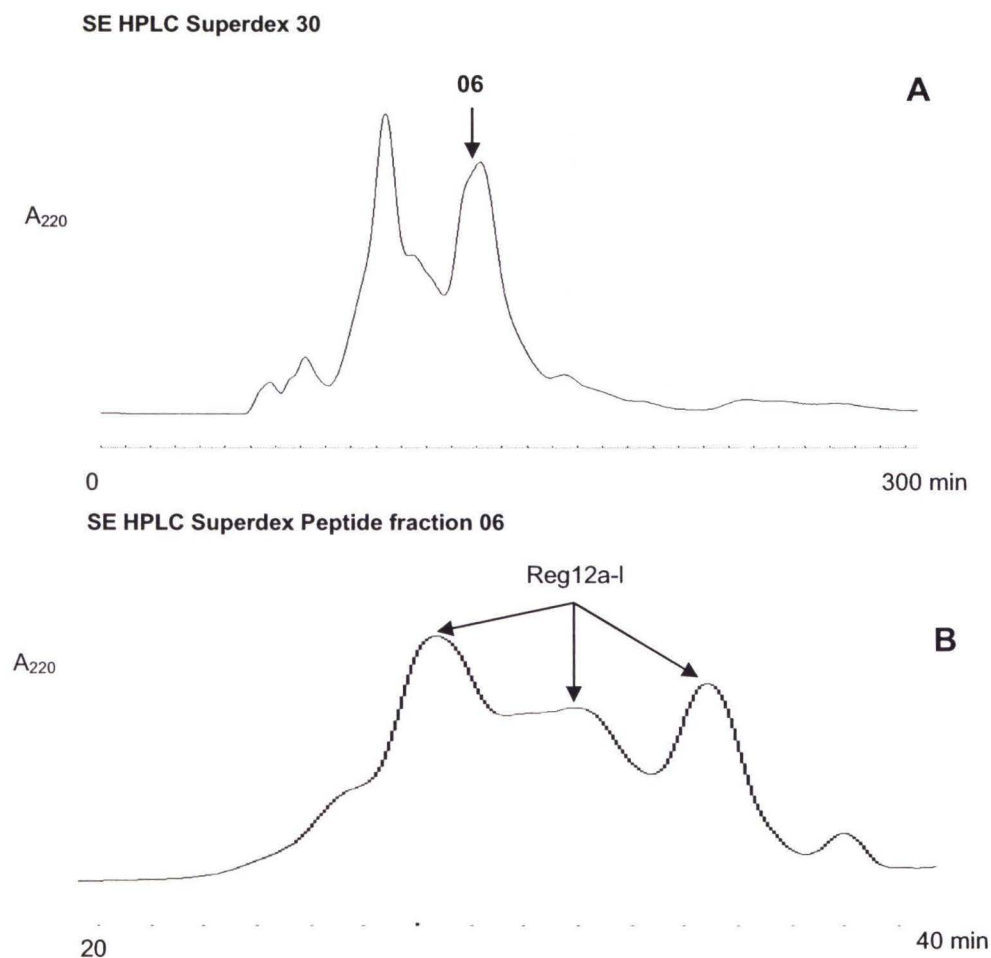 SE HPLC Superdex 30
06
A
A220
0
300 min
SE HPLC Superdex Peptide fraction 06
Reg12a-l
B
A220
20
40 min